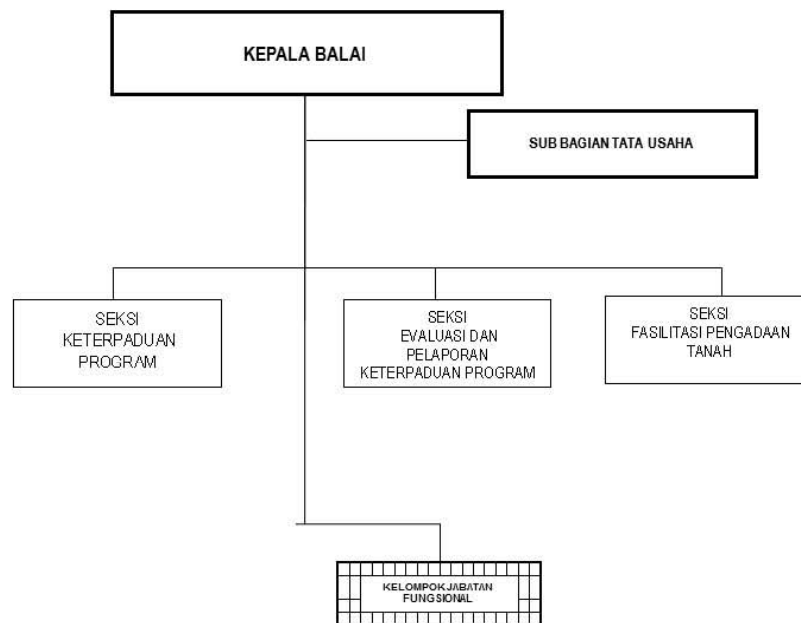 KEPALA BALAI
SUB BAGIAN TATA USAHA
SEKSI
KETERPADUAN
PROGRAM
SEKSI
EVALUASI DAN
PELAPORAN
KETERPADUAN PROGRAM
SEKSI
FASILITASI PENGADAAN
TANAH
KELOMPOK JABATAN
FUNGSIONAL